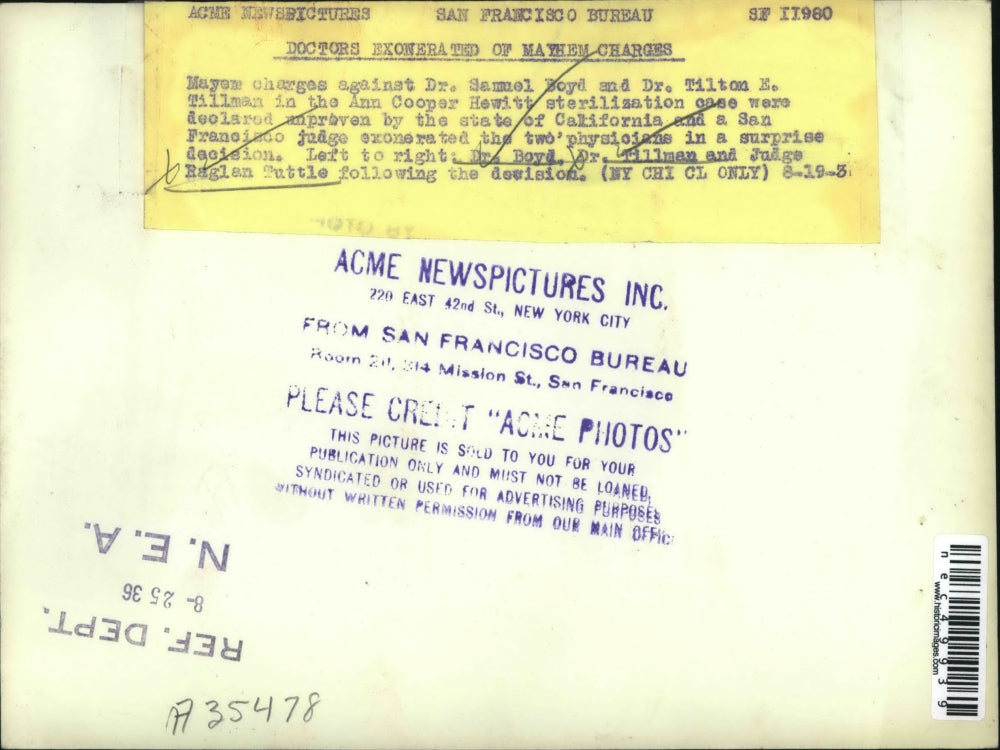 ACME NEWSPICTURES SAN FRANCISCO BUREAU SF 11980
DOCTORS EXONERATED OF MAYHEM CHARGES
Mayem charges against Dr. Samuel Boyd and Dr. Tilton E.
Tillman in the Ann Cooper Hewitt sterilization case were
declared unproven by the state of California and a San
Francisco judge exonerated the two physicians in a surprise
decision. Left to right: Dr. Boyd, Dr. Tillman and Judge
Raglan Tuttle following the devision. (NY CHI CL ONLY) 8-19-3
ACME NEWSPICTURES INC.
220 EAST 42nd St., NEW YORK CITY
FROM SAN FRANCISCO BUREAU
Room Mission St., San Francisco
PLEASE CREDIT "ACME PHOTOS"
THIS PICTURE IS SOLD TO YOU FOR YOUR
PUBLICATION ONLY AND MUST NOT BE LOANED,
SYNDICATED OR USED FOR ADVERTISING PURPOSES
WITHOUT WRITTEN PERMISSION FROM OUR MAIN OFFICE
REF. DEPT.
8- 25 36
N. E. A.
A35478
nec49939
www.historicimages.com